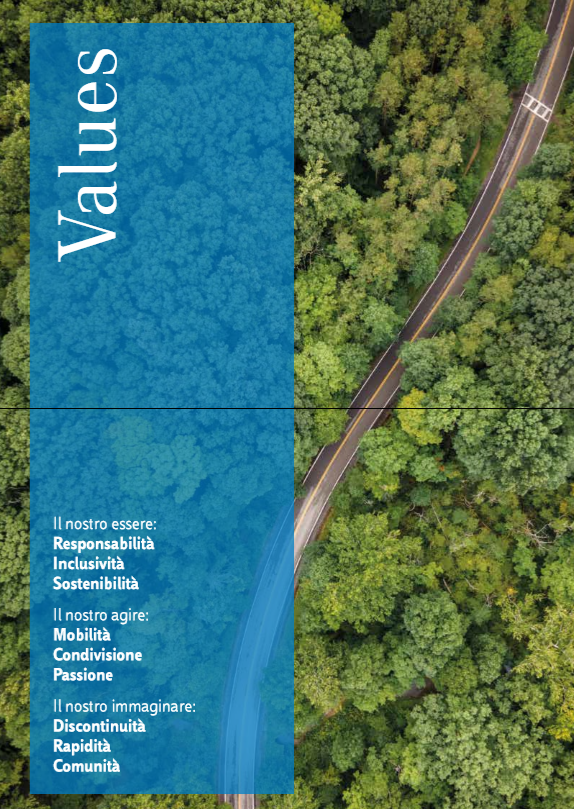 Values
Il nostro essere:
Responsabilità
Inclusività
Sostenibilità
Il nostro agire:
Mobilità
Condivisione
Passione
Il nostro immaginare:
Discontinuità
Rapidità
Comunità